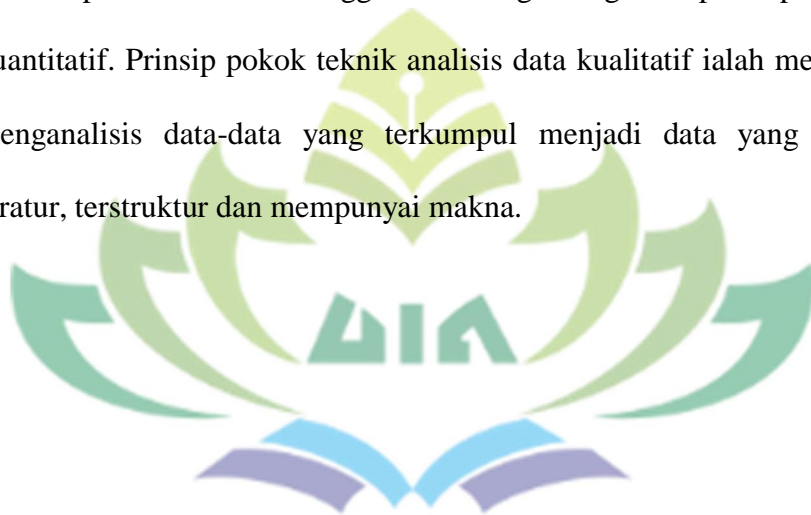 uantitatif. Prinsip pokok teknik analisis data kualitatif ialah me
enganalisis data-data yang terkumpul menjadi data yang
ratur, terstruktur dan mempunyai makna.
UIN